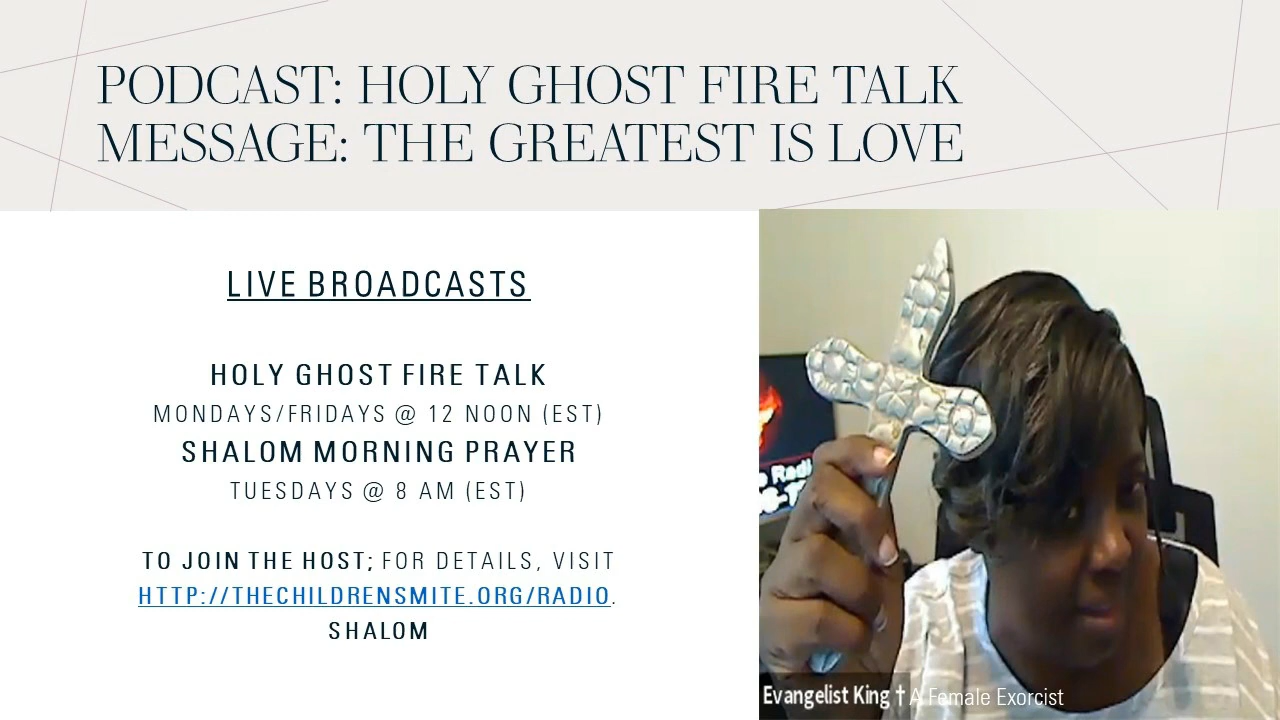 PODCAST: HOLY GHOST FIRE TALK
MESSAGE: THE GREATEST IS LOVE
LIVE BROADCASTS
HOLY GHOST FIRE TALK
MONDAYS/FRIDAYS @ 12 NOON (EST)
SHALOM MORNING PRAYER
TUESDAYS @ 8 AM (EST)
TO JOIN THE HOST; FOR DETAILS, VISIT
HTTP://THECHILDRENSMITE.ORG/RADIO.
SHALOM
Evangelist King † A Female Exorcist